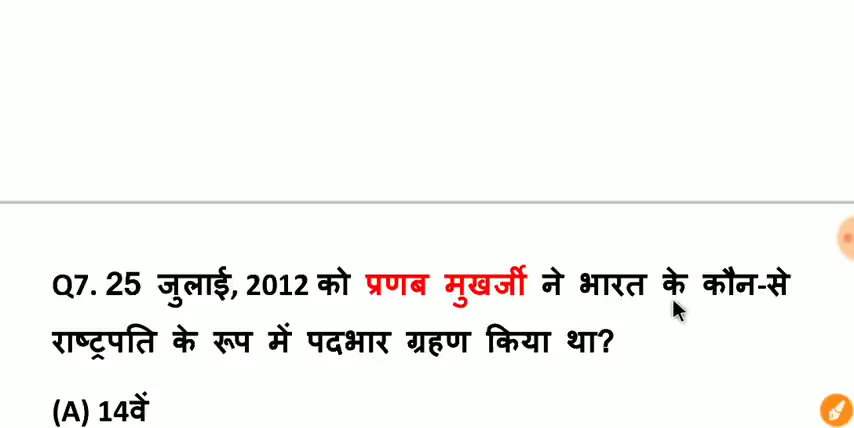 Q7. 25 जुलाई, 2012 को प्रणब मुखर्जी ने भारत के कौन-से
राष्ट्रपति के रूप में पदभार ग्रहण किया था?
(A) 14वें